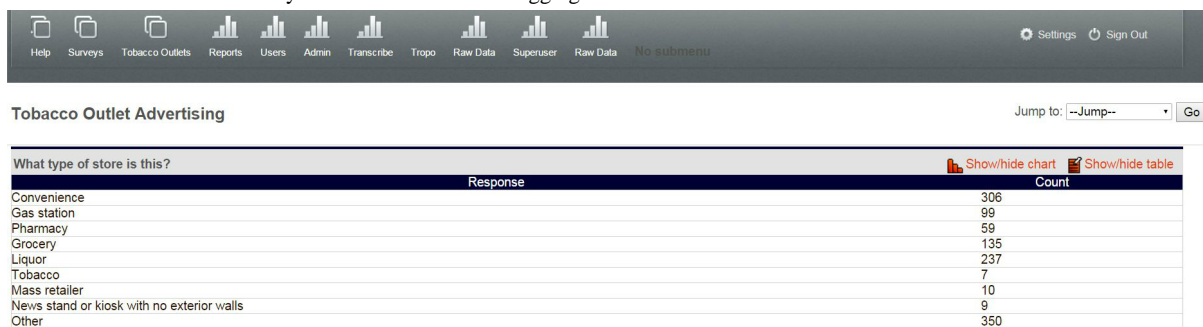 Help Surveys Tobacco Outlets Reports Users Admin Transcribe Tropo Raw Data Superuser Raw Data No submenu Settings Sign Out
Tobacco Outlet Advertising Jump to: --Jump-- Go
What type of store is this? Show/hide chart Show/hide table
Response Count
Convenience 306
Gas station 99
Pharmacy 59
Grocery 135
Liquor 237
Tobacco 7
Mass retailer 10
News stand or kiosk with no exterior walls 9
Other 350